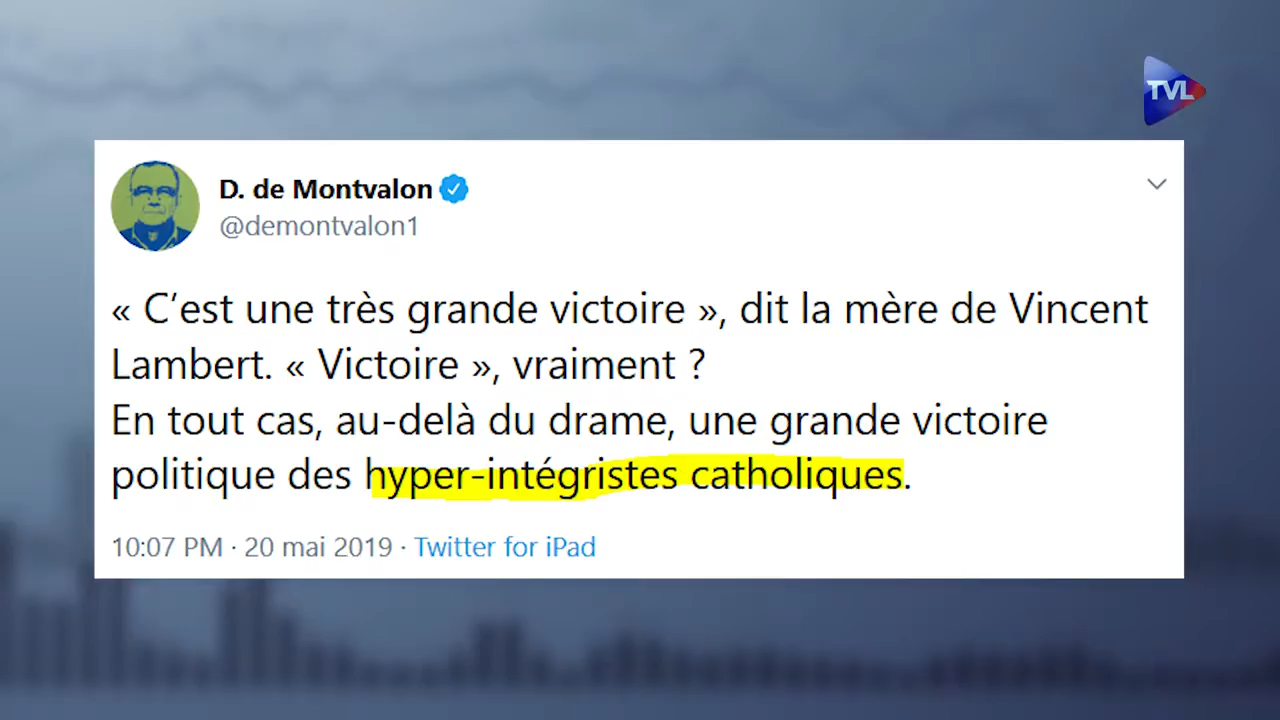 TVL
D. de Montvalon
@demontvalon1
« C’est une très grande victoire », dit la mère de Vincent
Lambert. « Victoire », vraiment ?
En tout cas, au-delà du drame, une grande victoire
politique des hyper-intégristes catholiques.
10:07 PM · 20 mai 2019 · Twitter for iPad